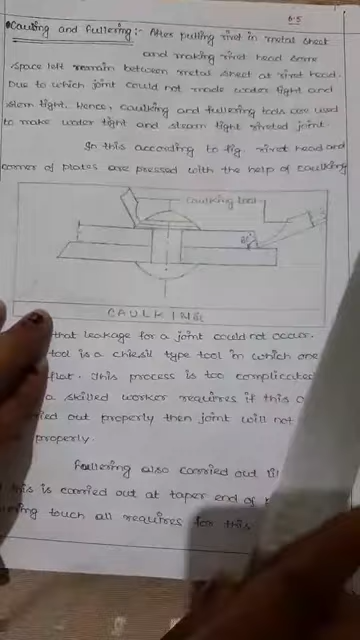 6.5
•Caulking and Fullering:- After putting rivet in metal sheet
and making rivet head some
space left remain between metal sheet at rivet head.
Due to which joint could not made water tight and
steam tight. Hence, caulking and fullering tools are used
to make water tight and steam tight riveted joint.
In this according to fig. rivet head and
corner of plates are pressed with the help of caulking
Caulking tool
80°
CAULKING
that leakage for a joint could not occur.
tool is a chiesil type tool in which one
flat. This process is too complicated
a skilled worker requires if this
out properly then joint will not
properly.
Fullering also carried out
this is carried out at taper end of
touch all requires for this